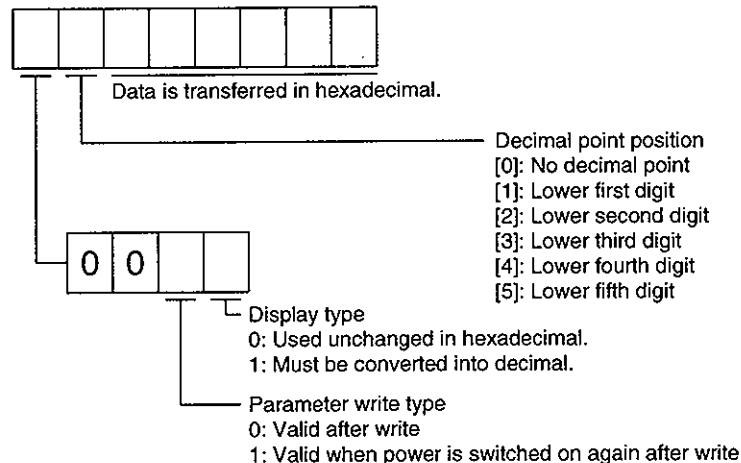 Data is transferred in hexadecimal.
Decimal point position
[0]: No decimal point
[1]: Lower first digit
[2]: Lower second digit
[3]: Lower third digit
[4]: Lower fourth digit
[5]: Lower fifth digit
0 0
Display type
0: Used unchanged in hexadecimal.
1: Must be converted into decimal.
Parameter write type
0: Valid after write
1: Valid when power is switched on again after write